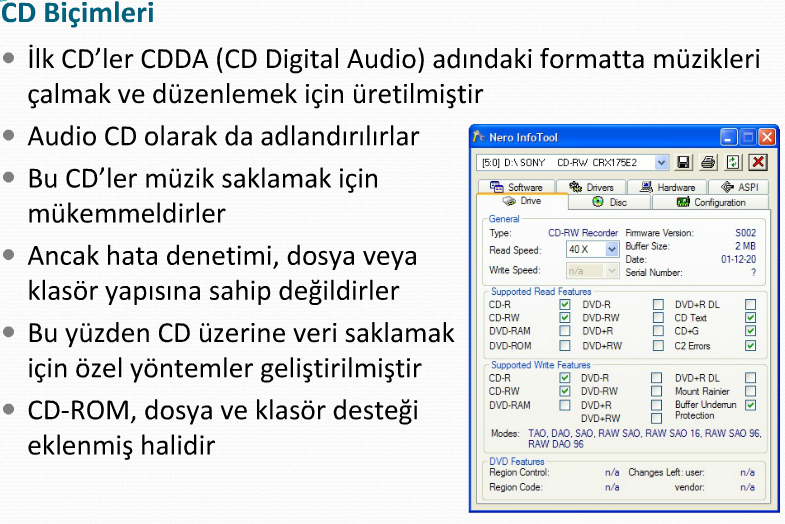 CD Biçimleri
• İlk CD’ler CDDA (CD Digital Audio) adındaki formatta müzikleri
çalmak ve düzenlemek için üretilmiştir
• Audio CD olarak da adlandırılırlar
• Bu CD’ler müzik saklamak için
mükemmeldirler
• Ancak hata denetimi, dosya veya
klasör yapısına sahip değildirler
• Bu yüzden CD üzerine veri saklamak
için özel yöntemler geliştirilmiştir
• CD-ROM, dosya ve klasör desteği
eklenmiş halidir
Nero InfoTool
[5:0] D:\ SONY CD-RW CRX175E2
Software Drivers Hardware ASPI
Drive Disc Configuration
General
Type: CD-RW Recorder Firmware Version: S002
Read Speed: 40 X Buffer Size: 2 MB
Date: 01-12-20
Write Speed: n/a Serial Number: ?
Supported Read Features
CD-R DVD-R DVD+R DL
CD-RW DVD-RW CD Text
DVD-RAM DVD+R CD+G
DVD-ROM DVD+RW C2 Errors
Supported Write Features
CD-R DVD-R DVD+R DL
CD-RW DVD-RW Mount Rainier
DVD-RAM DVD+R Buffer Underrun
DVD+RW Protection
Modes: TAO, DAO, SAO, RAW SAO, RAW SAO 16, RAW SAO 96,
RAW DAO 96
DVD Features
Region Control: n/a Changes Left: user: n/a
Region Code: n/a vendor: n/a